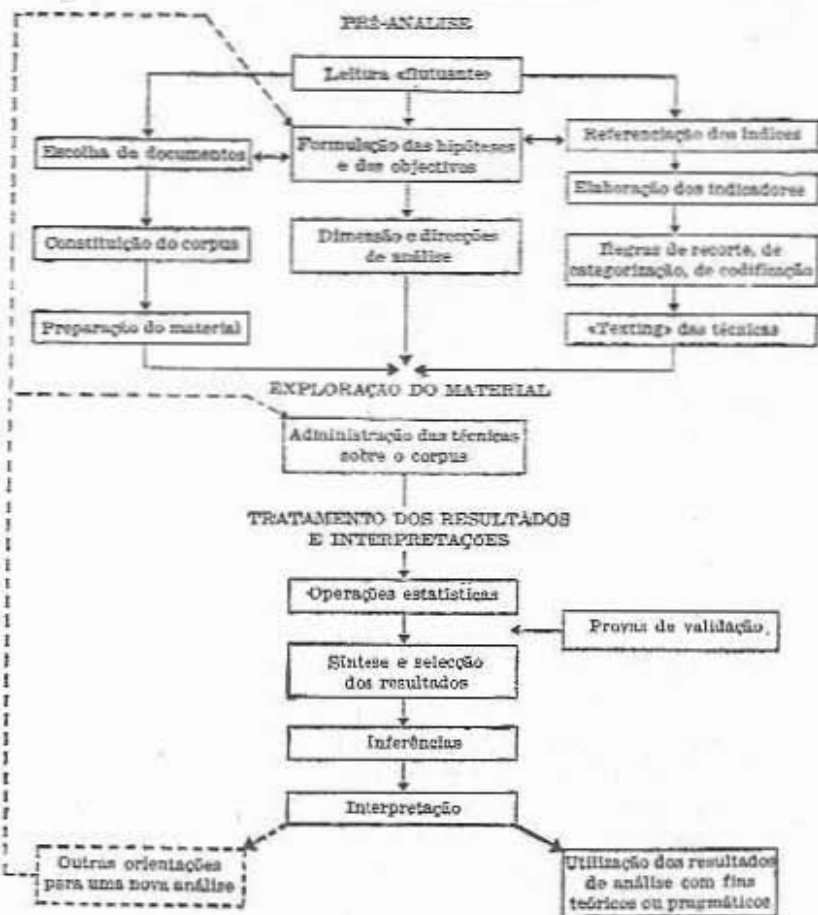 PRÉ-ANÁLISE
Leitura «flutuante»
Escolha de documentos
Formulação das hipóteses
e dos objectivos
Referenciação dos índices
Elaboração dos indicadores
Constituição do corpus
Dimensão e direcções
de análise
Regras de recorte, de
categorização, de codificação
Preparação do material
«Texting» das técnicas
EXPLORAÇÃO DO MATERIAL
Administração das técnicas
sobre o corpus
TRATAMENTO DOS RESULTADOS
E INTERPRETAÇÕES
Operações estatísticas
Provas de validação
Síntese e selecção
dos resultados
Inferências
Interpretação
Outras orientações
para uma nova análise
Utilização dos resultados
de análise com fins
teóricos ou pragmáticos